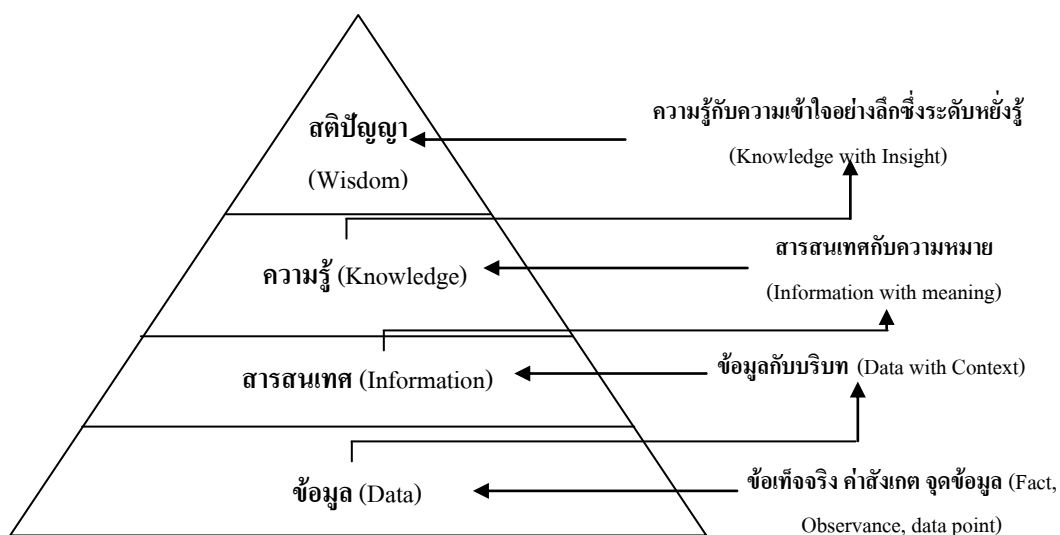 ความรู้กับความเข้าใจอย่างลึกซึ่งระดับหยั่งรู้
(Knowledge with Insight)
สติปัญญา
(Wisdom)
สารสนเทศกับความหมาย
(Information with meaning)
ความรู้ (Knowledge)
ข้อมูลกับบริบท (Data with Context)
สารสนเทศ (Information)
ข้อเท็จจริง ค่าสังเกต จุดข้อมูล (Fact,
Observance, data point)
ข้อมูล (Data)